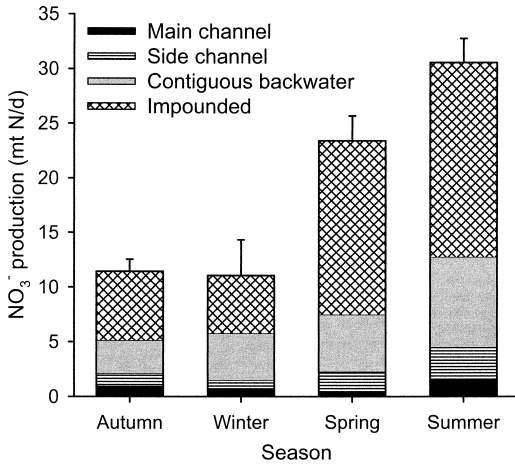 NO₃⁻ production (mt N/d)
35
30
25
20
15
10
5
0
Main channel
Side channel
Contiguous backwater
Impounded
Autumn Winter Spring Summer
Season